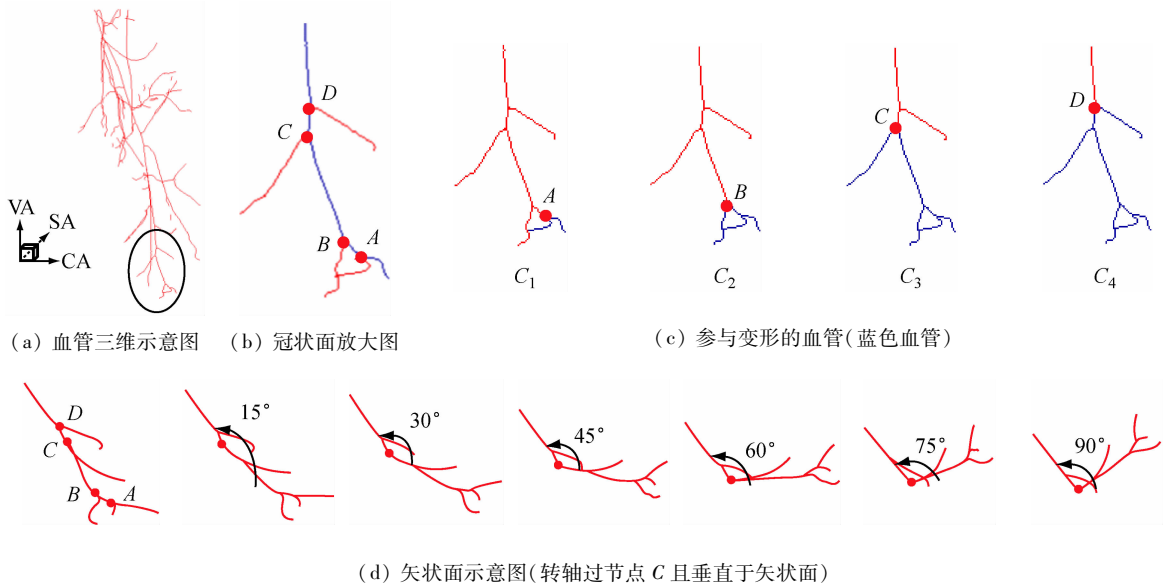 VA
SA
CA
D
C
B
A
A
C₁
B
C₂
C
C₃
D
C₄
(a) 血管三维示意图
(b) 冠状面放大图
(c) 参与变形的血管(蓝色血管)
D
C
B
A
15°
30°
45°
60°
75°
90°
(d) 矢状面示意图(转轴过节点 C 且垂直于矢状面)